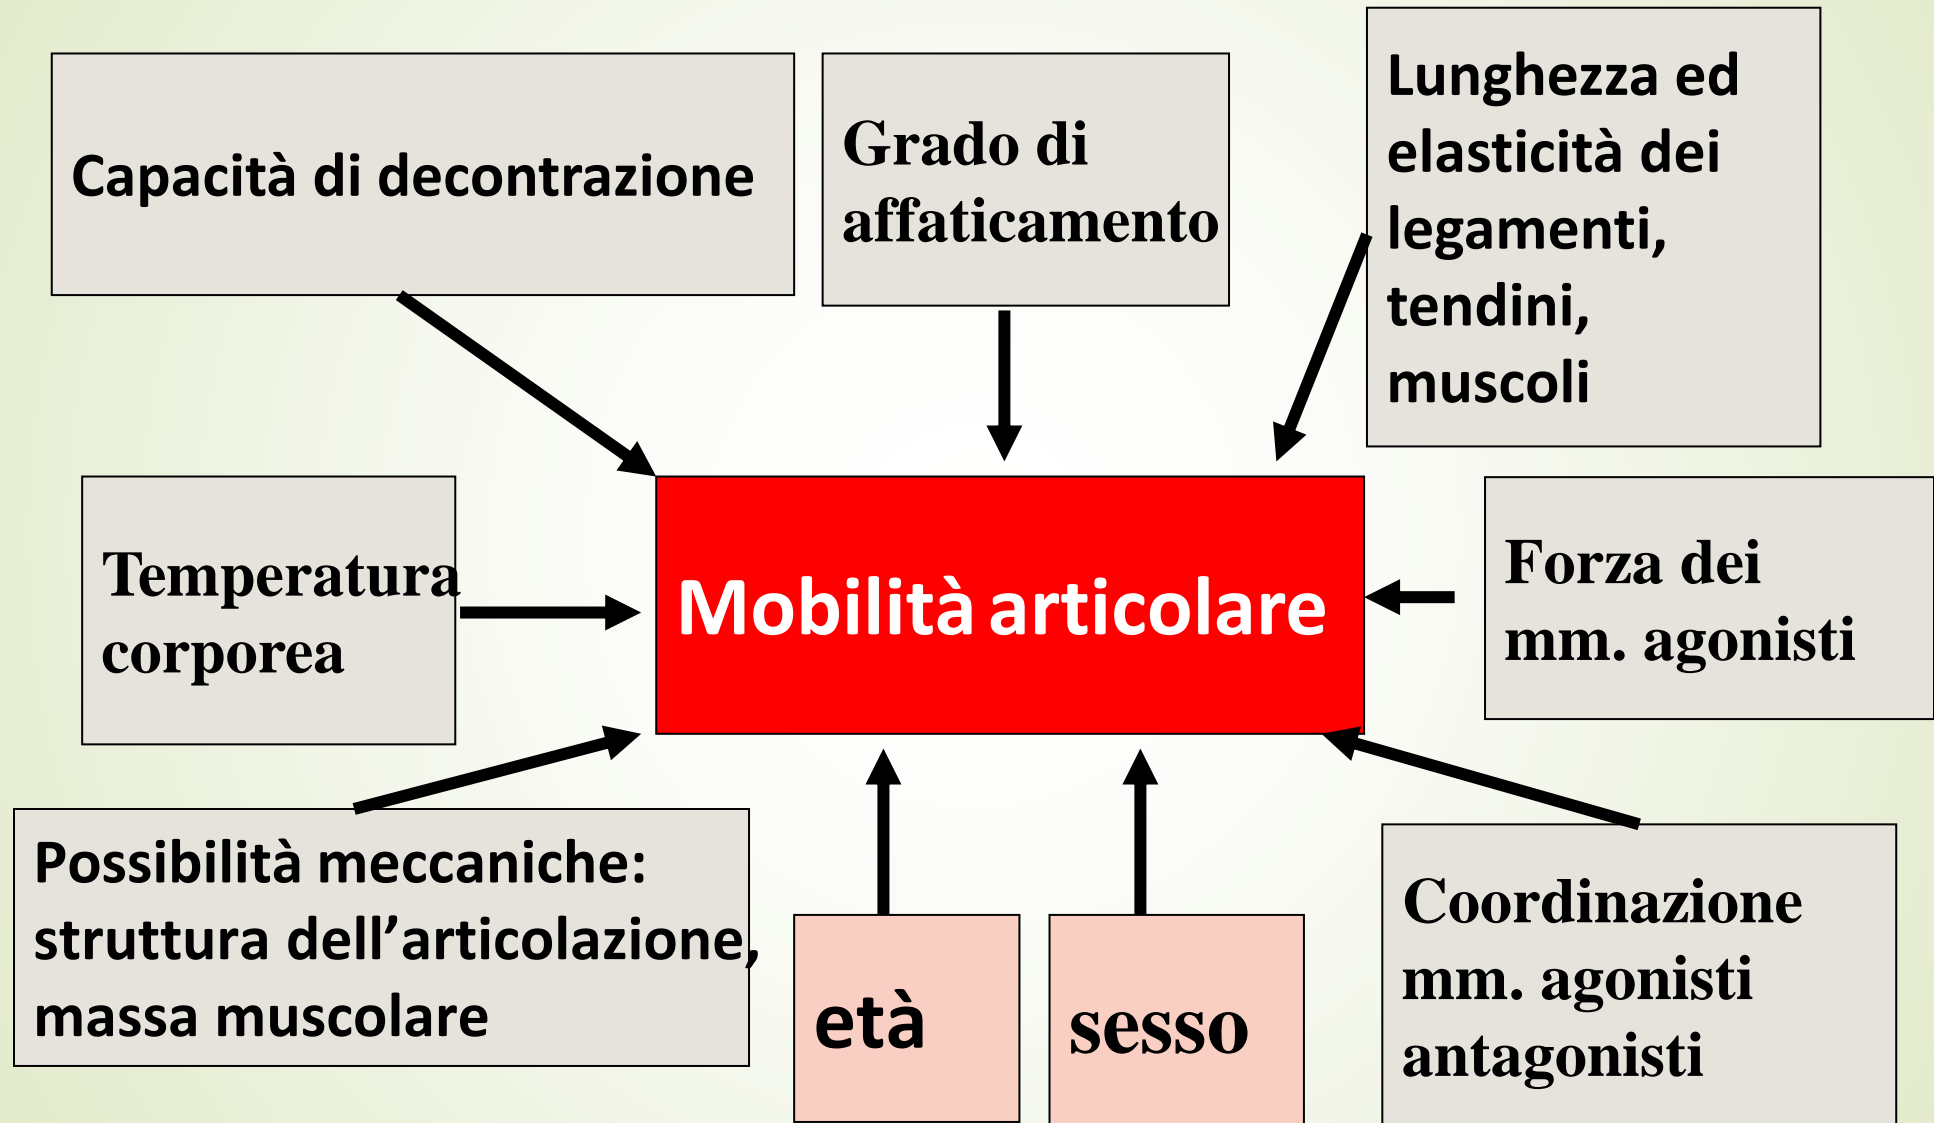 Capacità di decontrazione
Grado di
affaticamento
Lunghezza ed
elasticità dei
legamenti,
tendini,
muscoli
Temperatura
corporea
Mobilità articolare
Forza dei
mm. agonisti
Possibilità meccaniche:
struttura dell’articolazione,
massa muscolare
età
sesso
Coordinazione
mm. agonisti
antagonisti